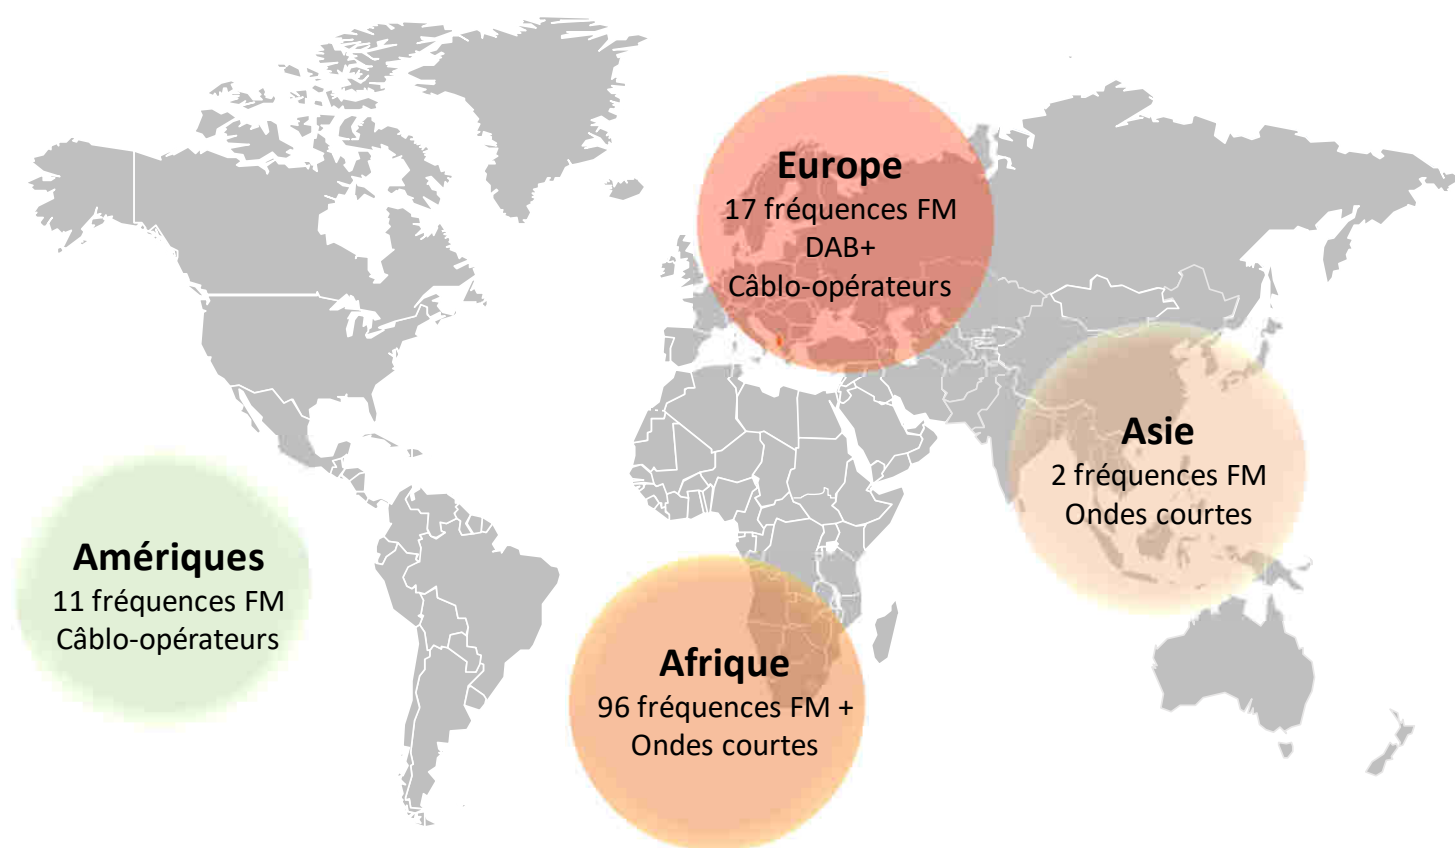 Europe
17 fréquences FM
DAB+
Câblo-opérateurs
Asie
2 fréquences FM
Ondes courtes
Amériques
11 fréquences FM
Câblo-opérateurs
Afrique
96 fréquences FM +
Ondes courtes